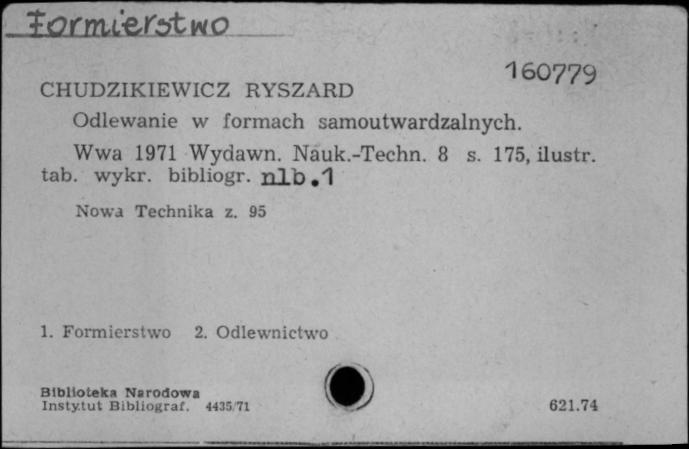 Formierstwo
160779
CHUDZIKIEWICZ RYSZARD
Odlewanie w formach samoutwardzalnych.
Wwa 1971 Wydawn. Nauk.-Techn. 8 s. 175, ilustr.
tab. wykr. bibliogr. nlb.1
Nowa Technika z. 95
1. Formierstwo 2. Odlewnictwo
Biblioteka Narodowa
Instytut Bibliograf. 4435/71
621.74